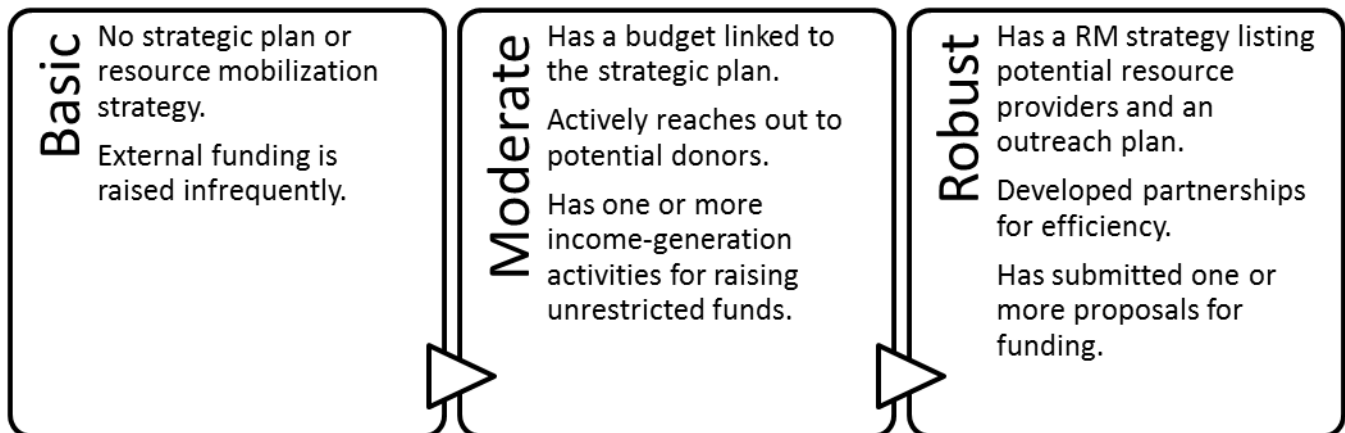 Basic
No strategic plan or
resource mobilization
strategy.
External funding is
raised infrequently.
Moderate
Has a budget linked to
the strategic plan.
Actively reaches out to
potential donors.
Has one or more
income-generation
activities for raising
unrestricted funds.
Robust
Has a RM strategy listing
potential resource
providers and an
outreach plan.
Developed partnerships
for efficiency.
Has submitted one or
more proposals for
funding.